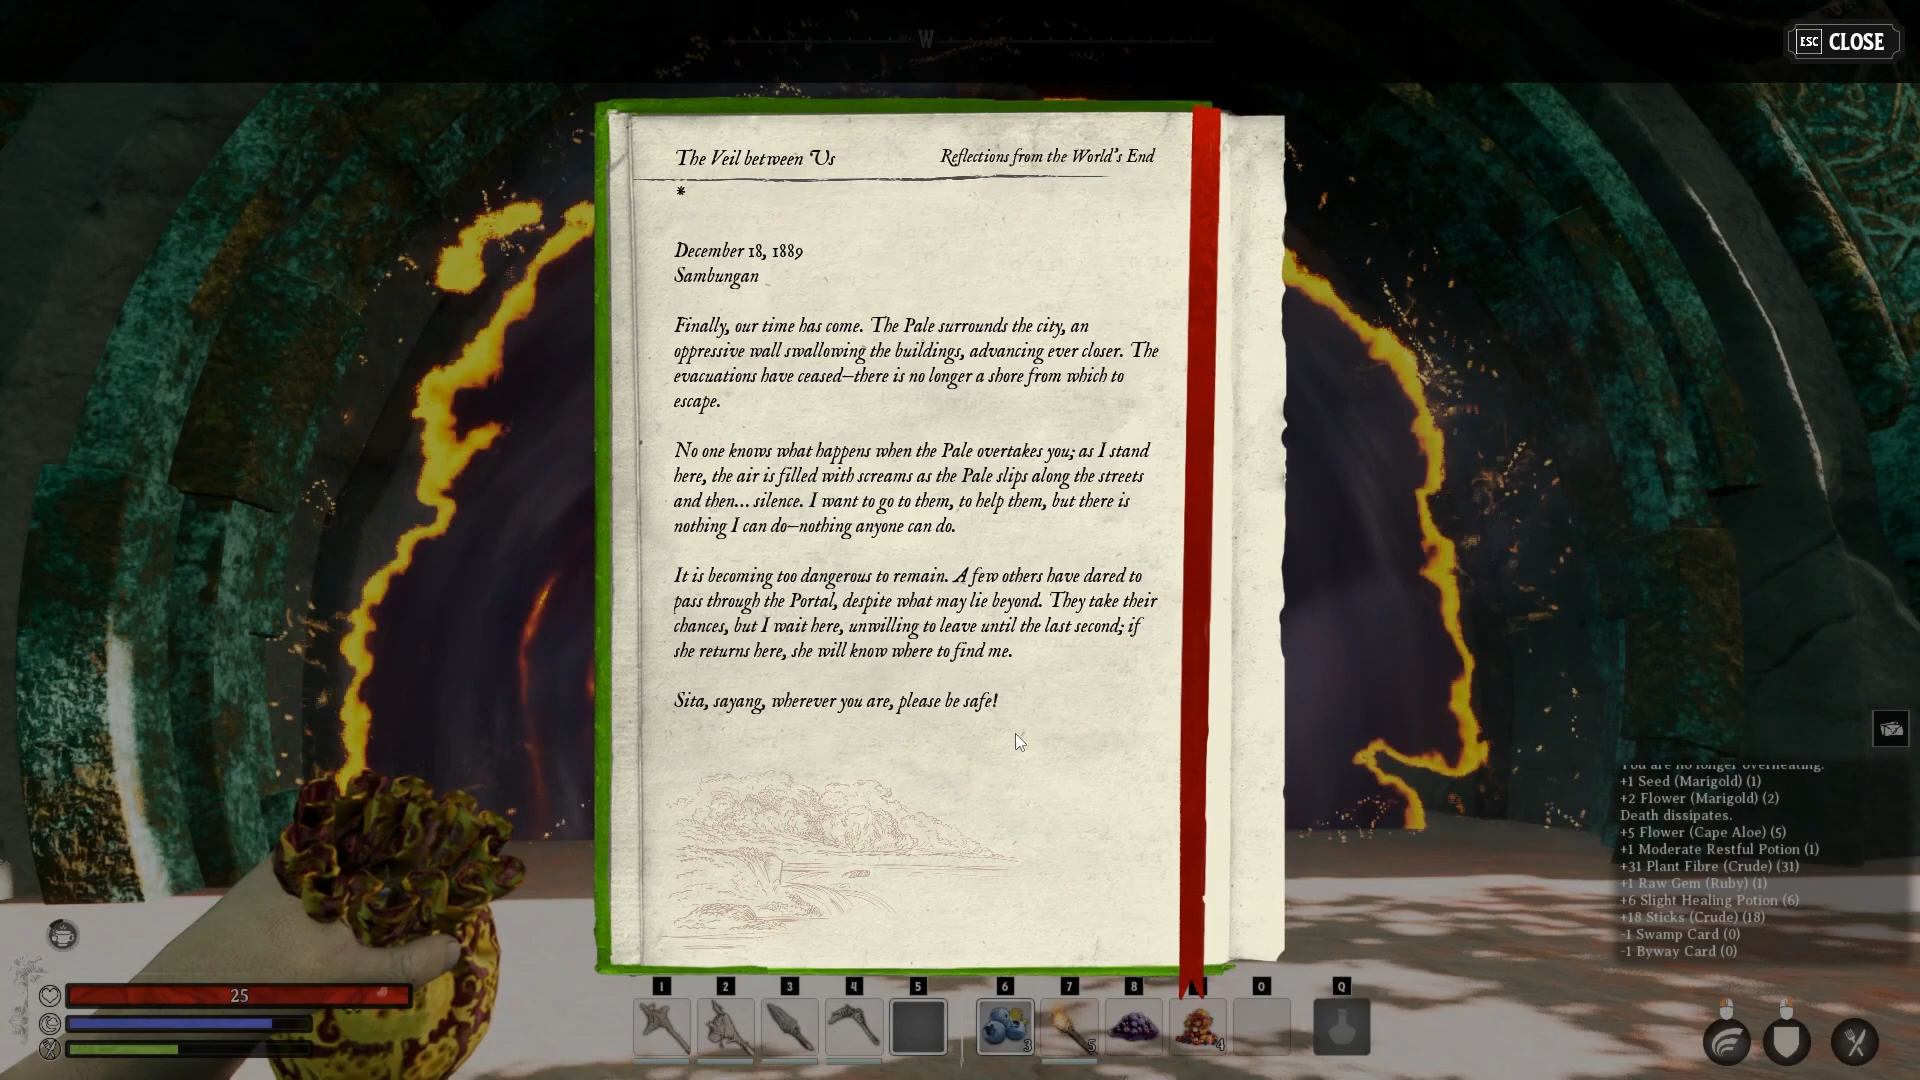 W
ESC CLOSE
The Veil between Us
Reflections from the World's End
*
December 18, 1889
Sambungan
Finally, our time has come. The Pale surrounds the city, an
oppressive wall swallowing the buildings, advancing ever closer. The
evacuations have ceased—there is no longer a shore from which to
escape.
No one knows what happens when the Pale overtakes you; as I stand
here, the air is filled with screams as the Pale slips along the streets
and then... silence. I want to go to them, to help them, but there is
nothing I can do—nothing anyone can do.
It is becoming too dangerous to remain. A few others have dared to
pass through the Portal, despite what may lie beyond. They take their
chances, but I wait here, unwilling to leave until the last second; if
she returns here, she will know where to find me.
Sita, sayang, wherever you are, please be safe!
You are no longer overheating.
+1 Seed (Marigold) (1)
+2 Flower (Marigold) (2)
Death dissipates.
+5 Flower (Cape Aloe) (5)
+1 Moderate Restful Potion (1)
+31 Plant Fibre (Crude) (31)
+1 Raw Gem (Ruby) (1)
+6 Slight Healing Potion (6)
+18 Sticks (Crude) (18)
-1 Swamp Card (0)
-1 Byway Card (0)
25
1 2 3 4 5 6 7 8 0 Q
3 5 4